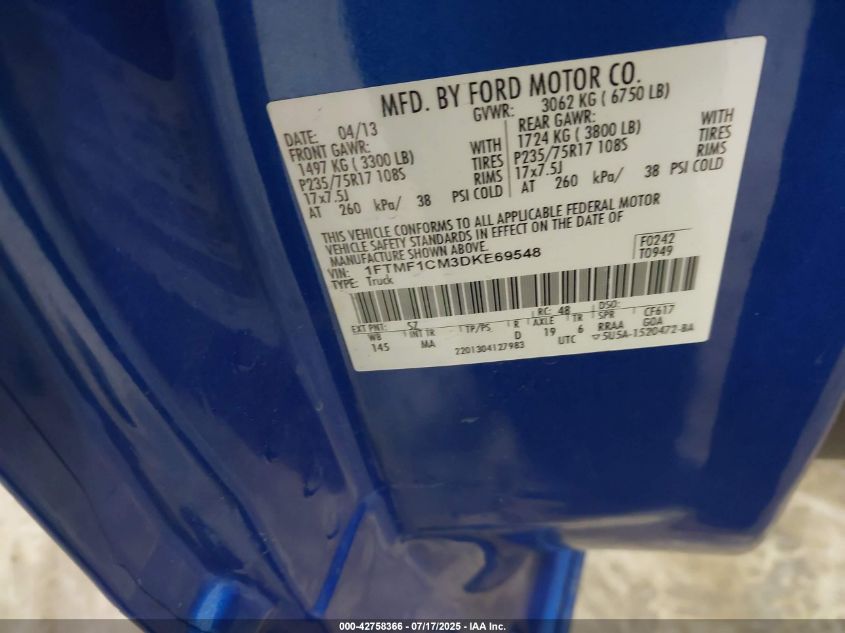 MFD. BY FORD MOTOR CO.
DATE: 04/13 GVWR: 3062 KG ( 6750 LB)
FRONT GAWR: REAR GAWR:
1497 KG ( 3300 LB) WITH 1724 KG ( 3800 LB) WITH
P235/75R17 108S TIRES P235/75R17 108S TIRES
17x7.5J RIMS 17x7.5J RIMS
AT 260 kPa/ 38 PSI COLD AT 260 kPa/ 38 PSI COLD
THIS VEHICLE CONFORMS TO ALL APPLICABLE FEDERAL MOTOR
VEHICLE SAFETY STANDARDS IN EFFECT ON THE DATE OF
MANUFACTURE SHOWN ABOVE.
VIN: 1FTMF1CM3DKE69548 F0242
TYPE: Truck T0949
EXT PNT: SZ RC: 48 DSO:
WB INT TR TP/PS R AXLE TR SPR CF617
145 MA D 19 6 RRAA G0A
2201304127983 UTC ▽5U5A-1520472-BA
000-42758366 / 07/17/2025 - IAA Inc.